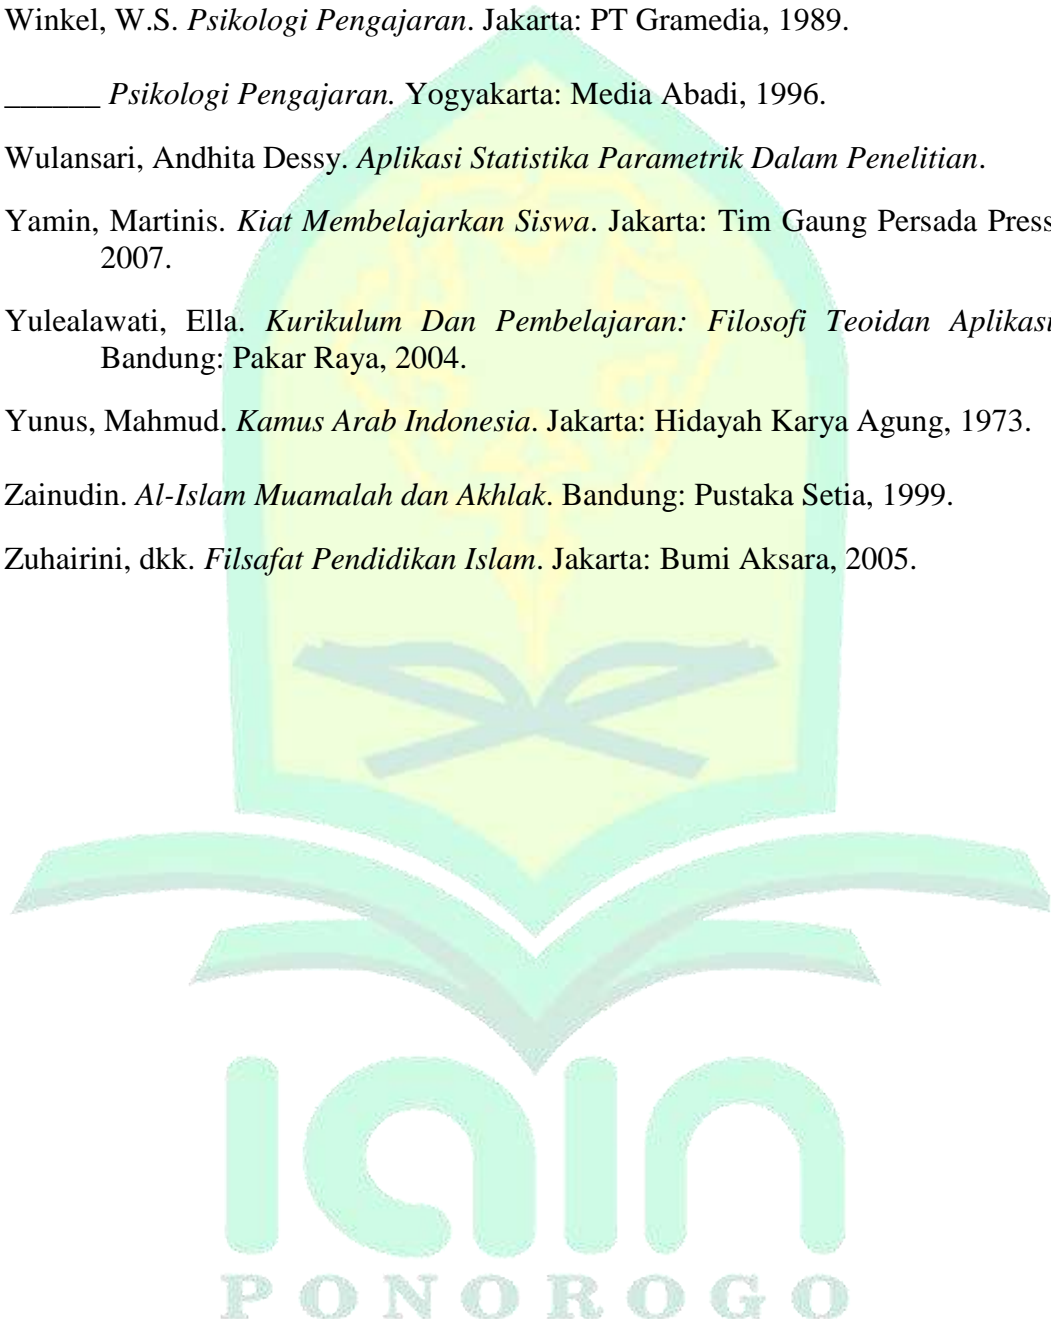 Winkel, W.S. Psikologi Pengajaran. Jakarta: PT Gramedia, 1989.
______ Psikologi Pengajaran. Yogyakarta: Media Abadi, 1996.
Wulansari, Andhita Dessy. Aplikasi Statistika Parametrik Dalam Penelitian.
Yamin, Martinis. Kiat Membelajarkan Siswa. Jakarta: Tim Gaung Persada Press
2007.
Yulealawati, Ella. Kurikulum Dan Pembelajaran: Filosofi Teoidan Aplikasi
Bandung: Pakar Raya, 2004.
Yunus, Mahmud. Kamus Arab Indonesia. Jakarta: Hidayah Karya Agung, 1973.
Zainudin. Al-Islam Muamalah dan Akhlak. Bandung: Pustaka Setia, 1999.
Zuhairini, dkk. Filsafat Pendidikan Islam. Jakarta: Bumi Aksara, 2005.
iain
PONOROGO